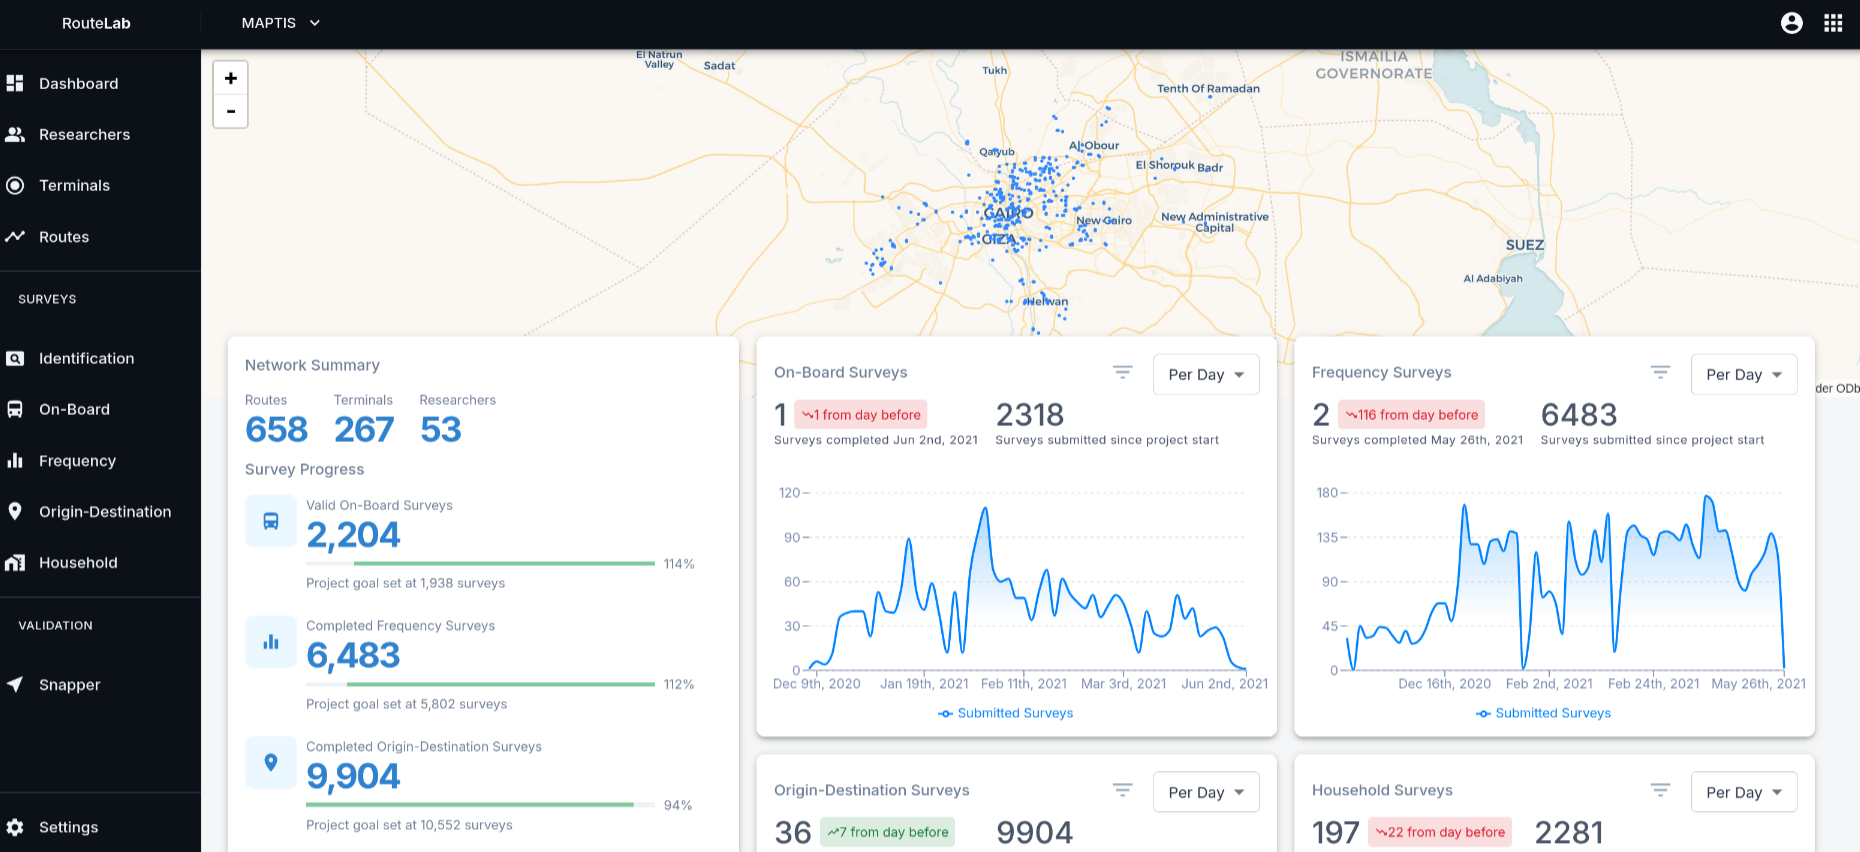 RouteLab
MAPTIS
Dashboard
Researchers
Terminals
Routes
SURVEYS
Identification
On-Board
Frequency
Origin-Destination
Household
VALIDATION
Snapper
Settings
+
-
El Natrun
Valley
Sadat
Tukh
Tenth Of Ramadan
ISMAILIA
GOVERNORATE
Qalyub
Al-Obour
El Shorouk
Badr
CAIRO
New Cairo
New Administrative
Capital
GIZA
SUEZ
Al Adabiyah
Helwan
der ODb
Network Summary
Routes Terminals Researchers
658 267 53
Survey Progress
Valid On-Board Surveys
2,204
114%
Project goal set at 1,938 surveys
Completed Frequency Surveys
6,483
112%
Project goal set at 5,802 surveys
Completed Origin-Destination Surveys
9,904
94%
Project goal set at 10,552 surveys
On-Board Surveys
Per Day
1 1 from day before 2318
Surveys completed Jun 2nd, 2021 Surveys submitted since project start
120
90
60
30
0
Dec 9th, 2020 Jan 19th, 2021 Feb 11th, 2021 Mar 3rd, 2021 Jun 2nd, 2021
Submitted Surveys
Frequency Surveys
Per Day
2 116 from day before 6483
Surveys completed May 26th, 2021 Surveys submitted since project start
180
135
90
45
0
Dec 16th, 2020 Feb 2nd, 2021 Feb 24th, 2021 May 26th, 2021
Submitted Surveys
Origin-Destination Surveys
Per Day
36 7 from day before 9904
Household Surveys
Per Day
197 22 from day before 2281